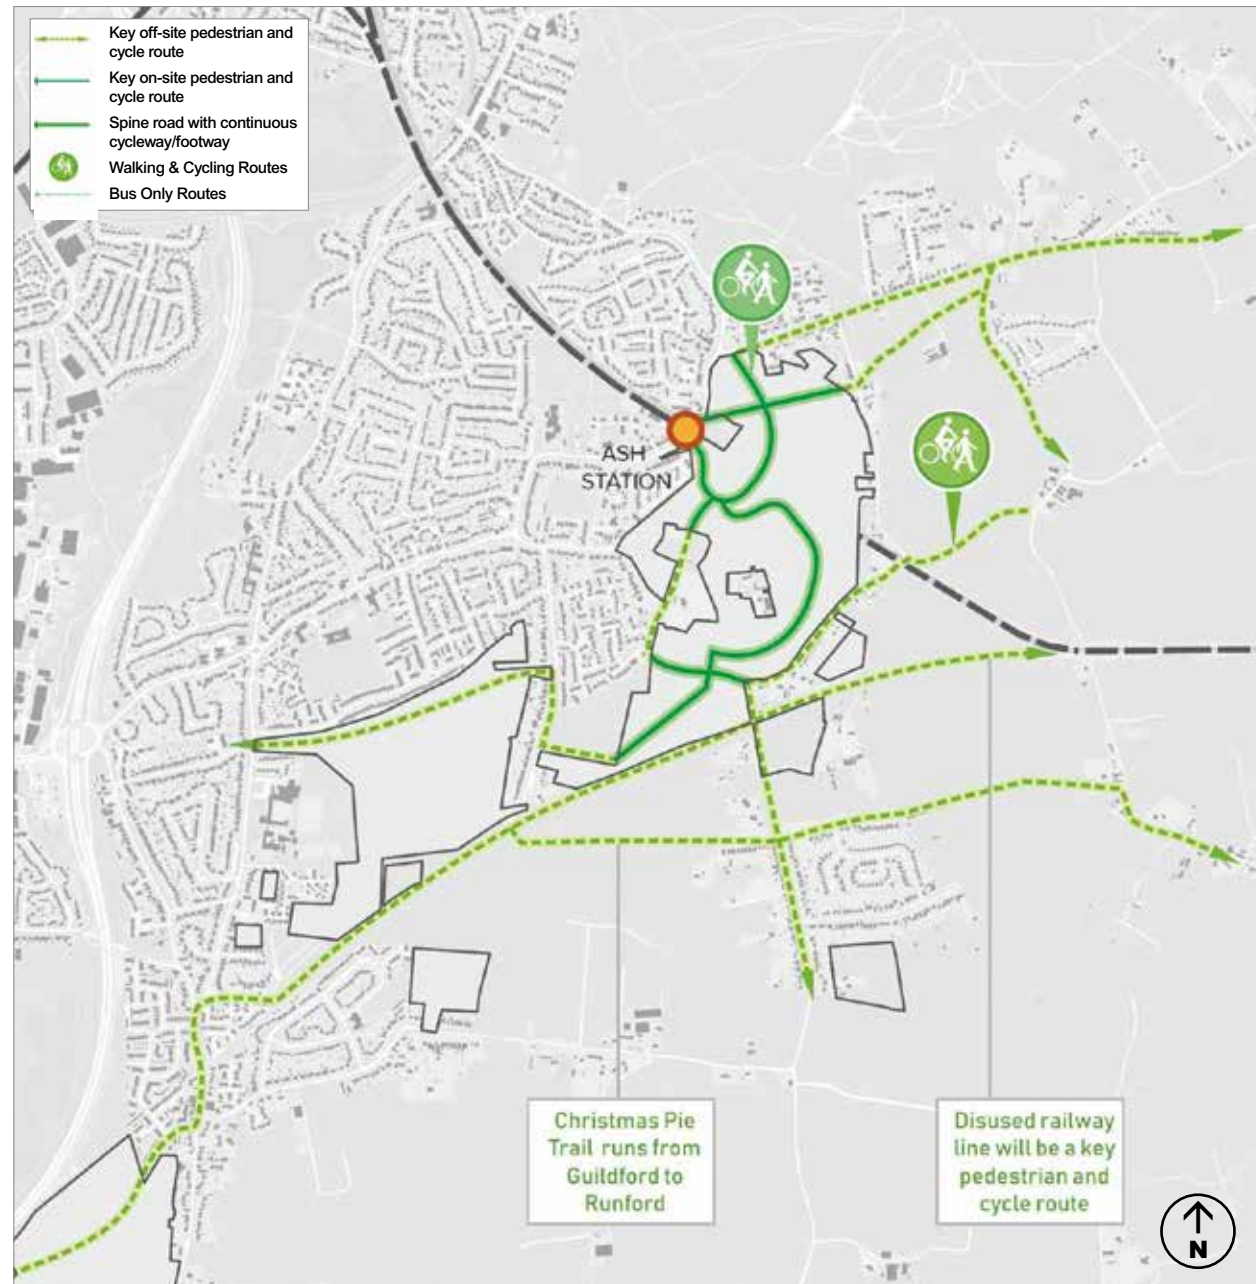 Key off-site pedestrian and
cycle route
Key on-site pedestrian and
cycle route
Spine road with continuous
cycleway/footway
Walking & Cycling Routes
Bus Only Routes
ASH
STATION
Christmas Pie
Trail runs from
Guildford to
Runford
Disused railway
line will be a key
pedestrian and
cycle route
N